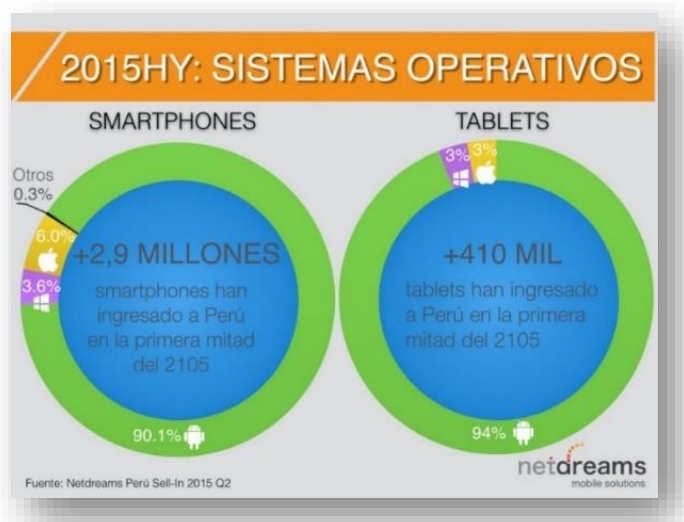 2015HY: SISTEMAS OPERATIVOS
SMARTPHONES
Otros
0.3%
6.0%
3.6%
+2,9 MILLONES
smartphones han
ingresado a Perú
en la primera mitad
del 2105
90.1%
TABLETS
3%
3%
+410 MIL
tablets han ingresado
a Perú en la primera
mitad del 2105
94%
Fuente: Netdreams Perú Sell-In 2015 Q2
netdreams
mobile solutions